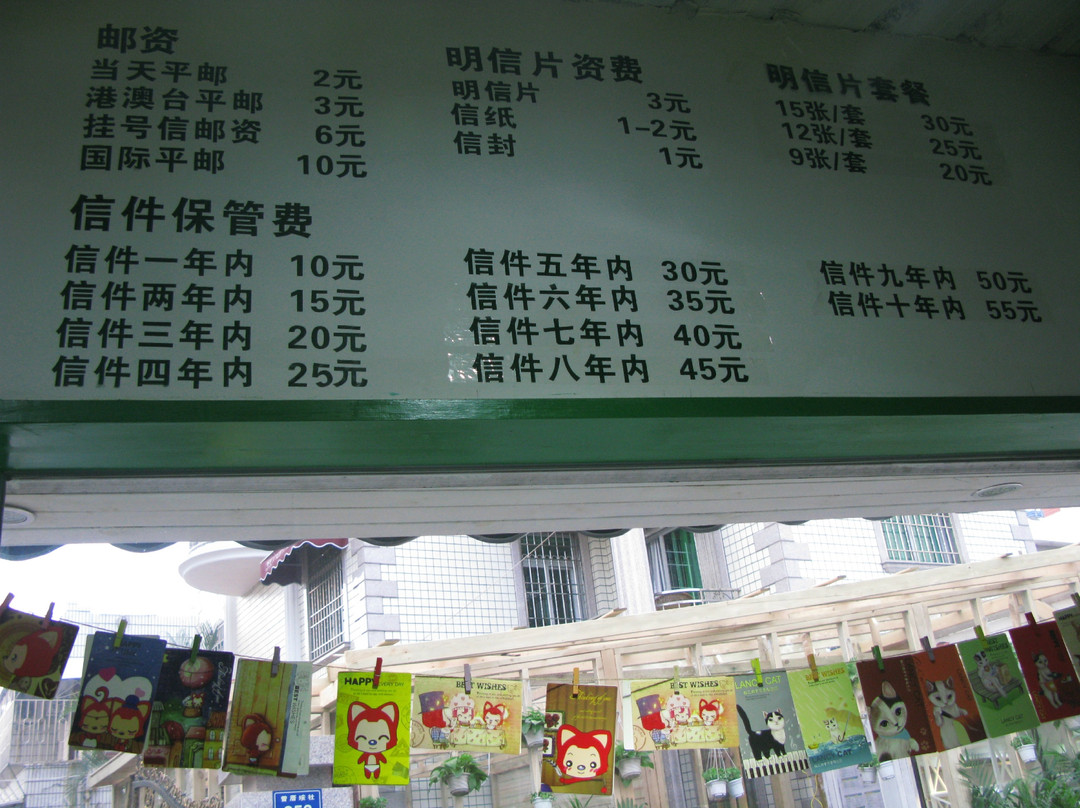 邮资
当天平邮 2元
港澳台平邮 3元
挂号信邮资 6元
国际平邮 10元
明信片资费
明信片 3元
信纸 1-2元
信封 1元
明信片套餐
15张/套 30元
12张/套 25元
9张/套 20元
信件保管费
信件一年内 10元
信件两年内 15元
信件三年内 20元
信件四年内 25元
信件五年内 30元
信件六年内 35元
信件七年内 40元
信件八年内 45元
信件九年内 50元
信件十年内 55元
HAPPY
BEST WISHES
BEST WISHES